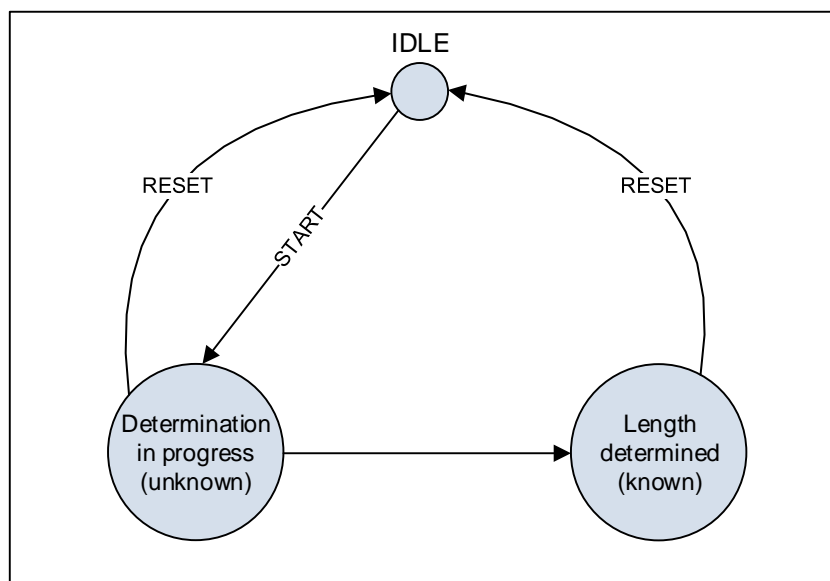 IDLE
RESET
RESET
START
Determination
in progress
(unknown)
Length
determined
(known)